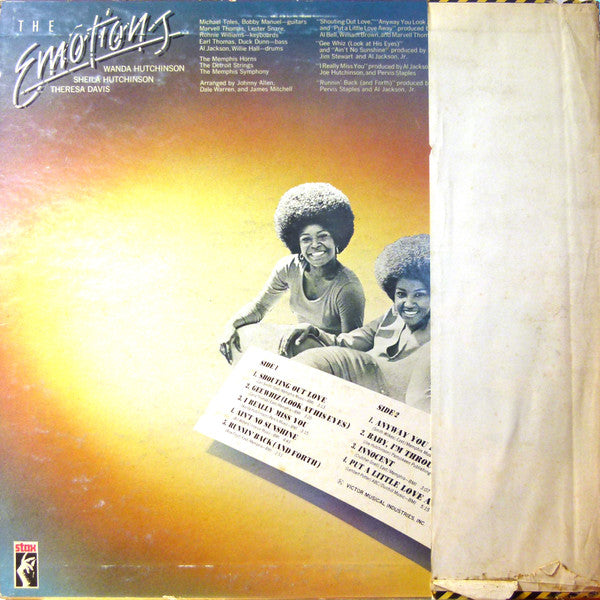 THE
Emotions
WANDA HUTCHINSON
SHEILA HUTCHINSON
THERESA DAVIS
Michael Toles, Bobby Manuel—guitars
Marvell Thomas, Lester Snare,
Ronnie Williams—keyboards
Earl Thomas, Duck Dunn—bass
Al Jackson, Willie Hall—drums
The Memphis Horns
The Detroit Strings
The Memphis Symphony
Arranged by Johnny Allen,
Dale Warren, and James Mitchell
"Shouting Out Love," "Anyway You Look
and "Put a Little Love Away" produced
Al Bell, William Brown, and Marvell Thom
"Gee Whiz (Look at His Eyes)"
and "Ain't No Sunshine" produced by
Jim Stewart and Al Jackson, Jr.
"I Really Miss You" produced by Al Jackson
Joe Hutchinson, and Pervis Staples
"Runnin' Back (and Forth)" produced
Pervis Staples and Al Jackson, Jr.
SIDE 1
1. SHOUTING OUT LOVE
2. GEE WHIZ (LOOK AT HIS EYES)
3. I REALLY MISS YOU
4. AIN'T NO SUNSHINE
5. RUNNIN' BACK (AND FORTH)
SIDE 2
1. ANYWAY YOU
2. BABY, I'M THROU
3. INNOCENT
4. PUT A LITTLE LOVE A
3:07
5:19
VICTOR MUSICAL INDUSTRIES, INC.
stax